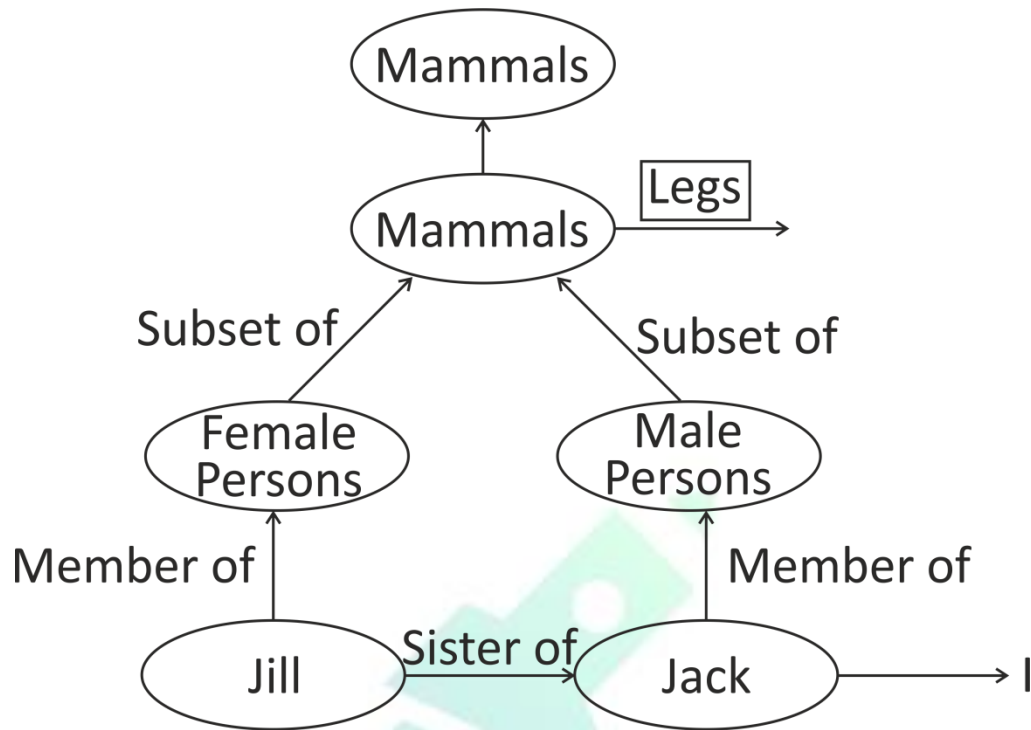 Mammals
Mammals
Legs
Subset of
Subset of
Female
Persons
Male
Persons
Member of
Member of
Jill
Sister of
Jack